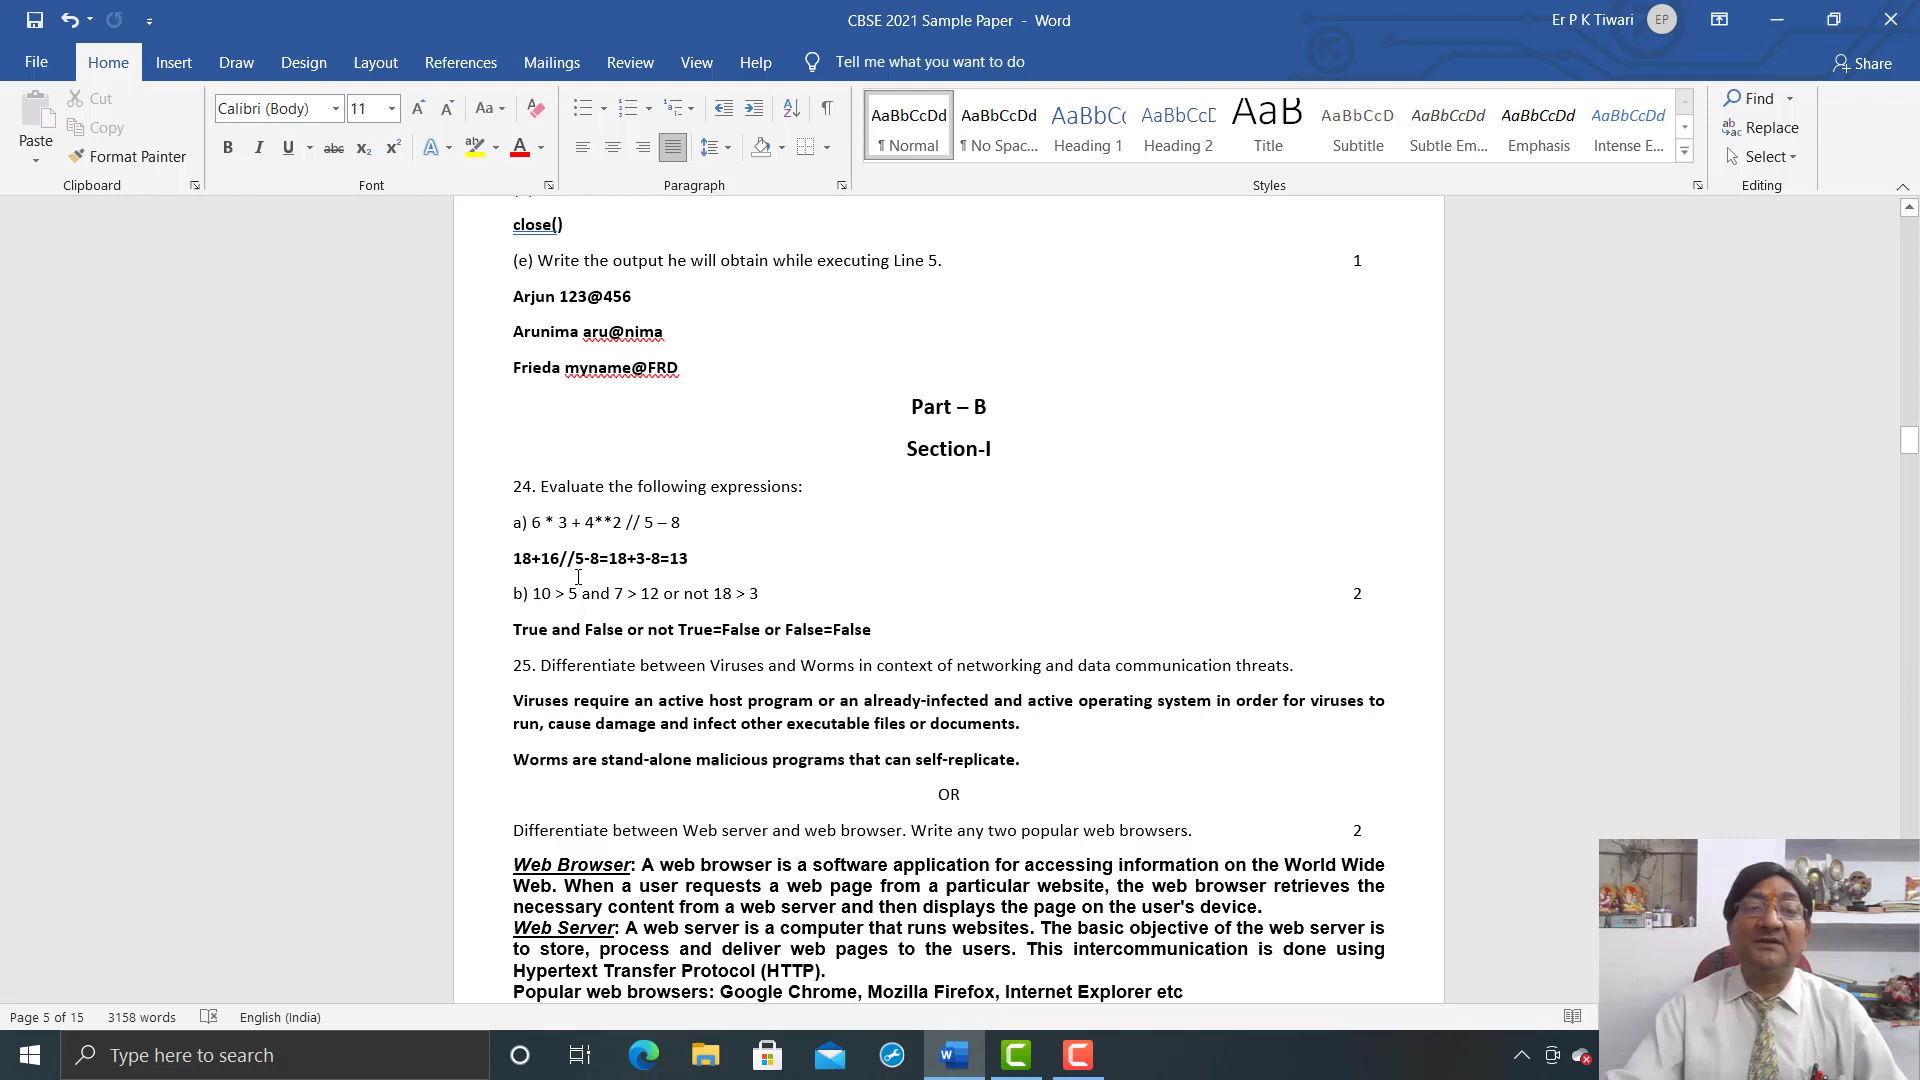 CBSE 2021 Sample Paper - Word
Er P K Tiwari
EP
File
Home
Insert
Draw
Design
Layout
References
Mailings
Review
View
Help
Tell me what you want to do
Share
Paste
Cut
Copy
Format Painter
Clipboard
Calibri (Body)
11
Font
Paragraph
AaBbCcDd
¶ Normal
AaBbCcDd
¶ No Spac...
AaBbCc
Heading 1
AaBbCcD
Heading 2
AaB
Title
AaBbCcD
Subtitle
AaBbCcDd
Subtle Em...
AaBbCcDd
Emphasis
AaBbCcDd
Intense E...
Styles
Find
Replace
Select
Editing
close()
(e) Write the output he will obtain while executing Line 5. 1
Arjun 123@456
Arunima aru@nima
Frieda myname@FRD
Part – B
Section-I
24. Evaluate the following expressions:
a) 6 * 3 + 4**2 // 5 – 8
18+16//5-8=18+3-8=13
b) 10 > 5 and 7 > 12 or not 18 > 3 2
True and False or not True=False or False=False
25. Differentiate between Viruses and Worms in context of networking and data communication threats.
Viruses require an active host program or an already-infected and active operating system in order for viruses to
run, cause damage and infect other executable files or documents.
Worms are stand-alone malicious programs that can self-replicate.
OR
Differentiate between Web server and web browser. Write any two popular web browsers. 2
Web Browser: A web browser is a software application for accessing information on the World Wide
Web. When a user requests a web page from a particular website, the web browser retrieves the
necessary content from a web server and then displays the page on the user's device.
Web Server: A web server is a computer that runs websites. The basic objective of the web server is
to store, process and deliver web pages to the users. This intercommunication is done using
Hypertext Transfer Protocol (HTTP).
Popular web browsers: Google Chrome, Mozilla Firefox, Internet Explorer etc
Page 5 of 15
3158 words
English (India)
Type here to search